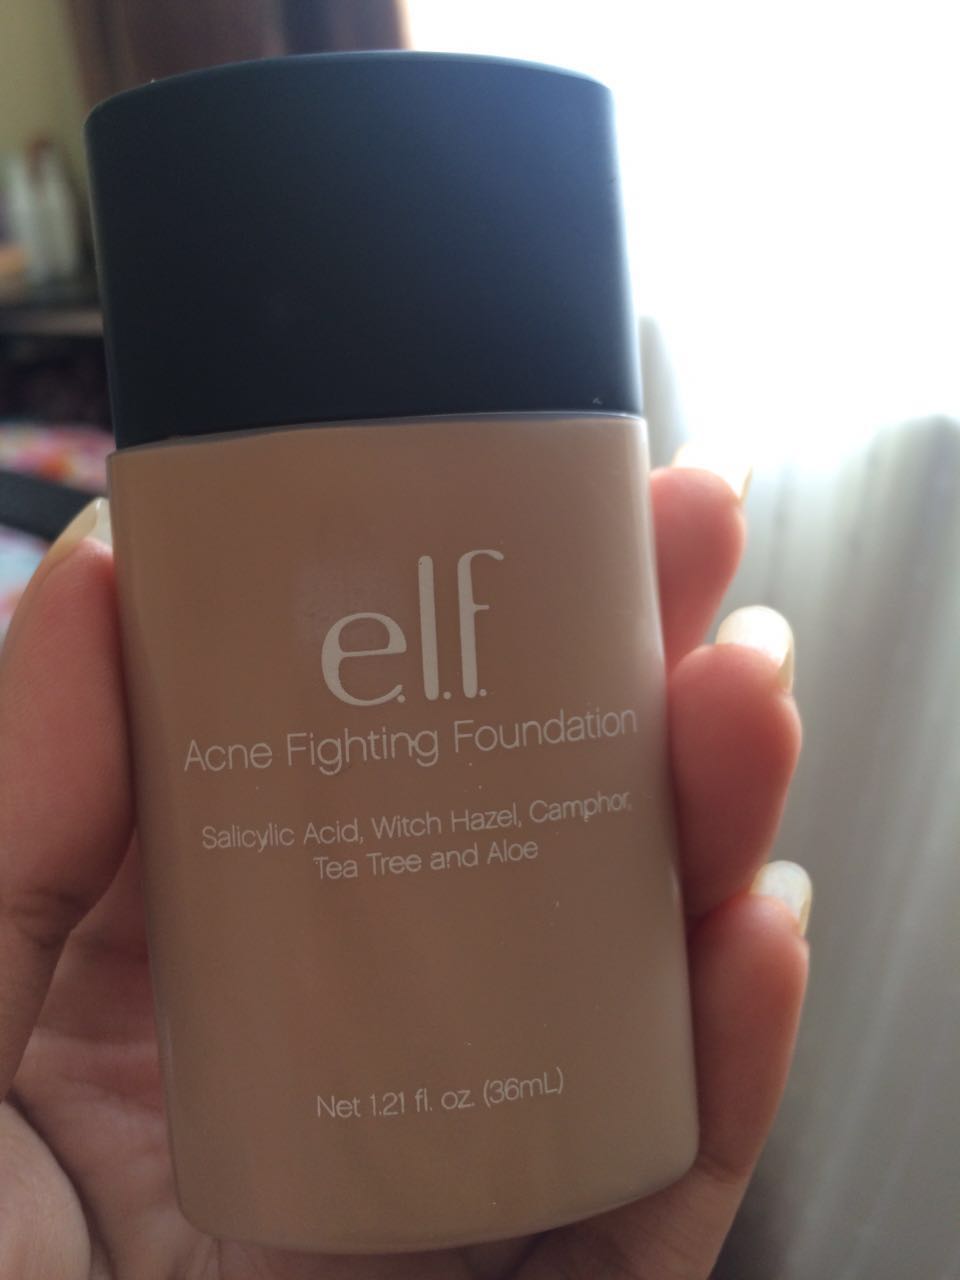 e.l.f.
Acne Fighting Foundation
Salicylic Acid, Witch Hazel, Camphor,
Tea Tree and Aloe
Net 1.21 fl. oz. (36mL)